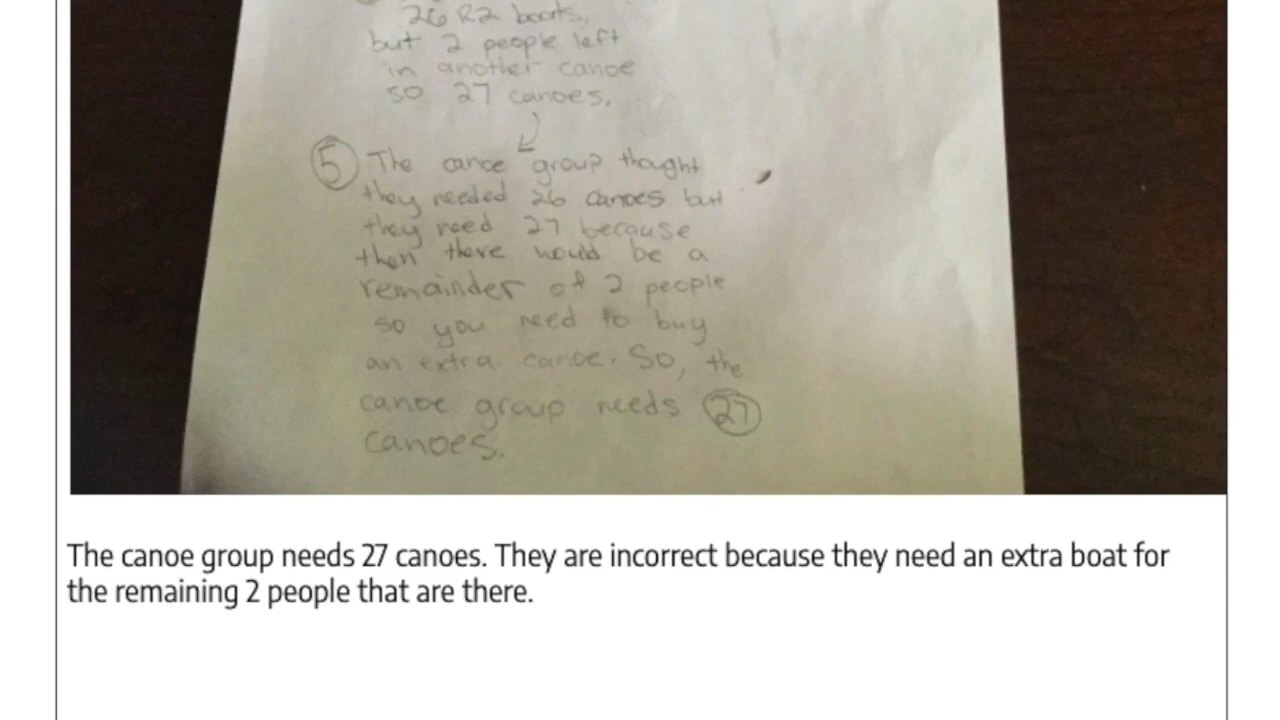 26 R2 boats,
but 2 people left
in another canoe
so 27 canoes.
5 The canoe group thought
they needed 26 canoes but
they need 27 because
then there would be a
remainder of 2 people
so you need to buy
an extra canoe. So, the
canoe group needs 27
canoes.
The canoe group needs 27 canoes. They are incorrect because they need an extra boat for
the remaining 2 people that are there.